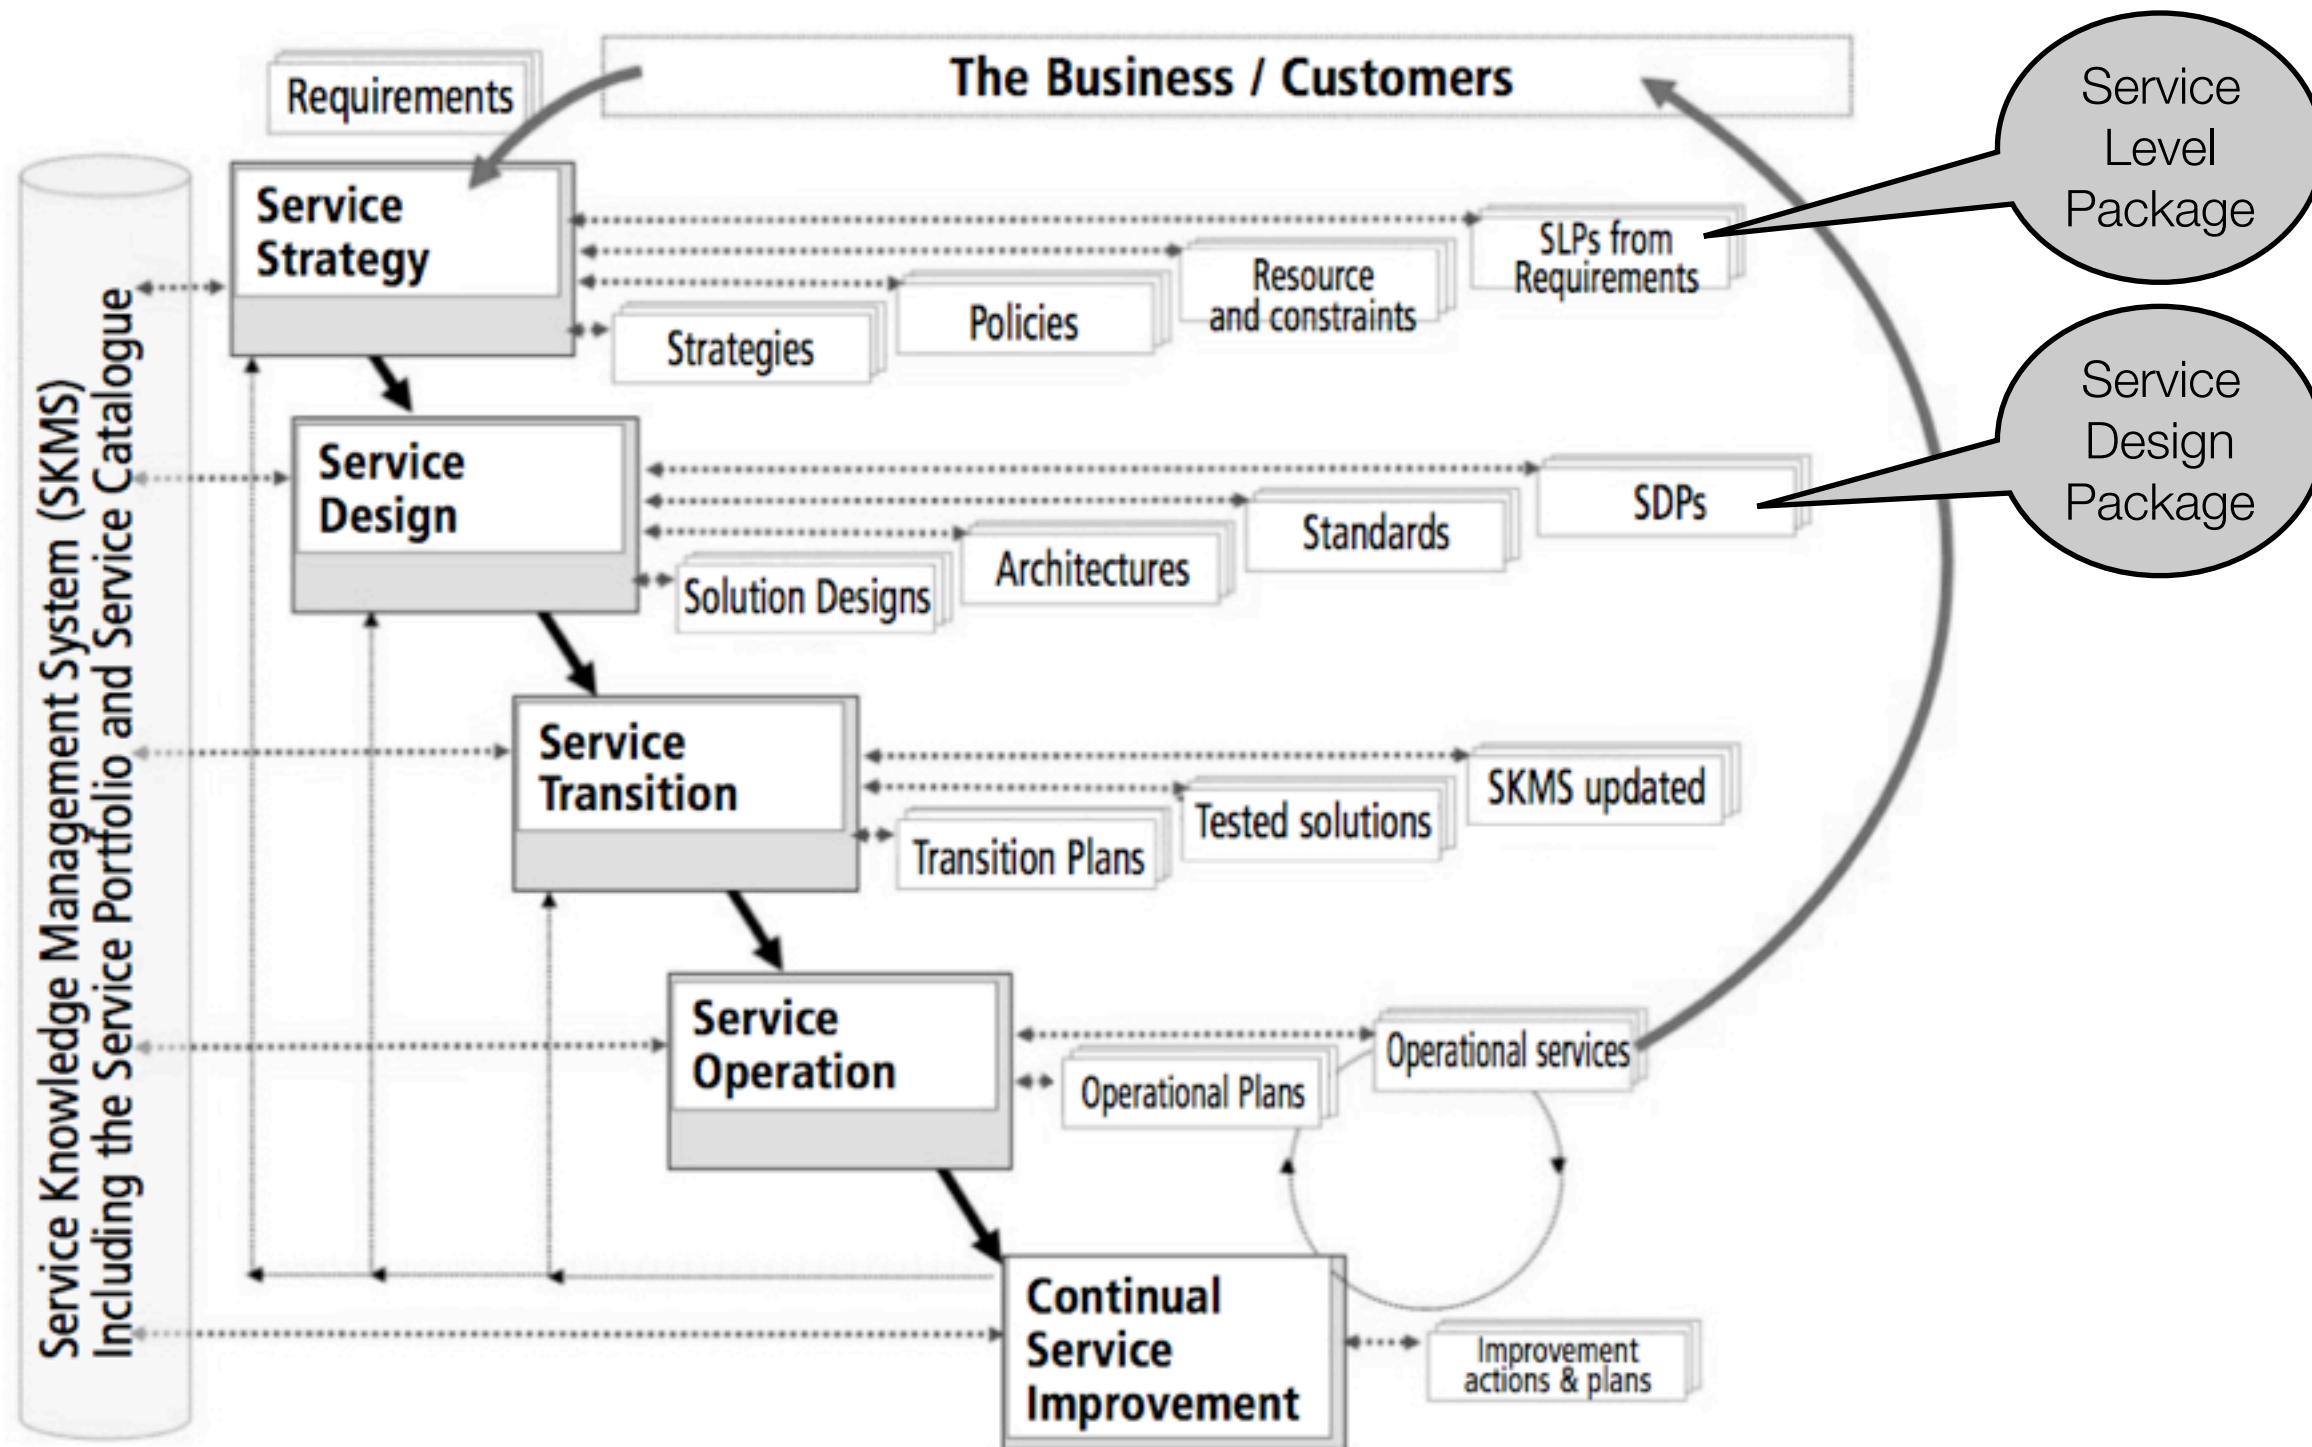 Requirements
The Business / Customers
Service
Level
Package
Service
Strategy
SLPs from
Requirements
Resource
and constraints
Policies
Strategies
Service
Design
Package
Service
Design
SDPs
Standards
Architectures
Solution Designs
Service
Transition
SKMS updated
Tested solutions
Transition Plans
Service
Operation
Operational services
Operational Plans
Continual
Service
Improvement
Improvement
actions & plans
Service Knowledge Management System (SKMS)
Including the Service Portfolio and Service Catalogue